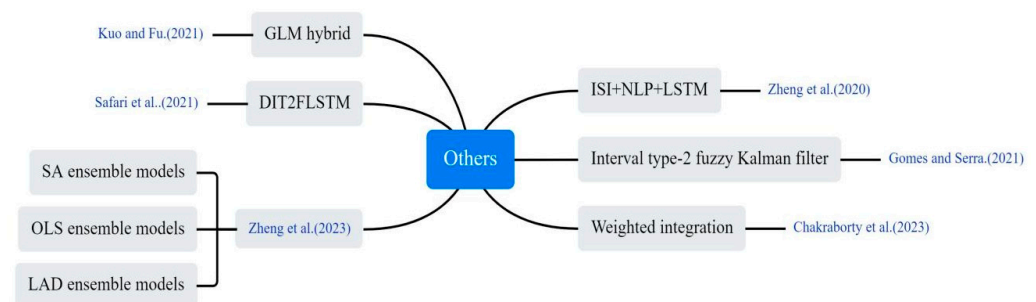 Kuo and Fu.(2021)
GLM hybrid
Safari et al..(2021)
DIT2FLSTM
SA ensemble models
OLS ensemble models
LAD ensemble models
Zheng et al.(2023)
Others
ISI+NLP+LSTM
Zheng et al.(2020)
Interval type-2 fuzzy Kalman filter
Gomes and Serra.(2021)
Weighted integration
Chakraborty et al.(2023)